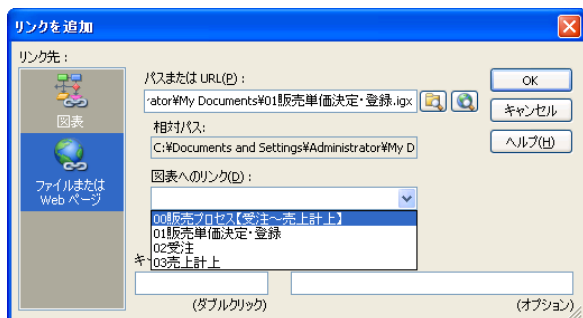 リンクを追加
リンク先：
図表
ファイルまたは
Web ページ
パスまたは URL(P)：
rator¥My Documents¥01販売単価決定・登録.igx
相対パス:
C:¥Documents and Settings¥Administrator¥My D
図表へのリンク(D)：
00販売プロセス【受注～売上計上】
01販売単価決定・登録
02受注
03売上計上
キ
(ダブルクリック)
(オプション)
OK
キャンセル
ヘルプ(H)